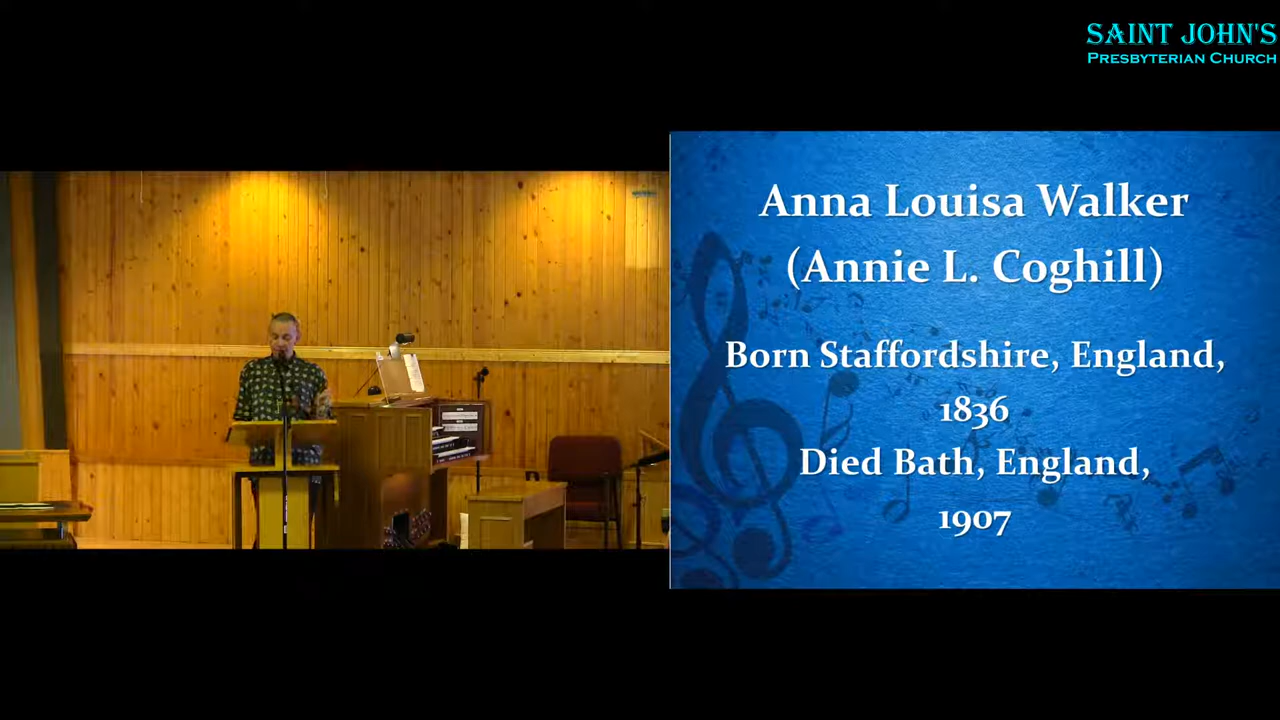 SAINT JOHN'S
PRESBYTERIAN CHURCH
Anna Louisa Walker
(Annie L. Coghill)
Born Staffordshire, England,
1836
Died Bath, England,
1907